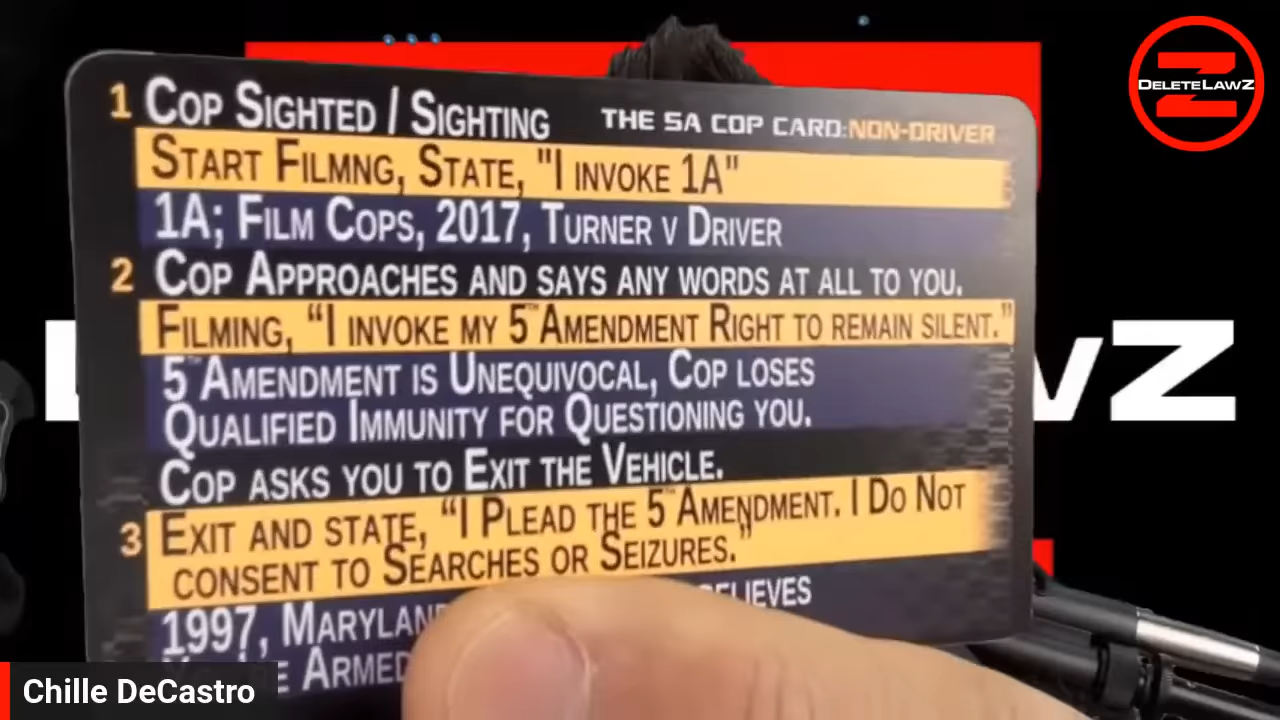 DELETELAWZ
1 COP SIGHTED / SIGHTING THE 5A COP CARD:NON-DRIVER
START FILMNG, STATE, "I INVOKE 1A"
1A; FILM COPS, 2017, TURNER V DRIVER
2 COP APPROACHES AND SAYS ANY WORDS AT ALL TO YOU.
FILMING, “I INVOKE MY 5TH AMENDMENT RIGHT TO REMAIN SILENT.”
5TH AMENDMENT IS UNEQUIVOCAL, COP LOSES
QUALIFIED IMMUNITY FOR QUESTIONING YOU.
COP ASKS YOU TO EXIT THE VEHICLE.
3 EXIT AND STATE, “I PLEAD THE 5TH AMENDMENT. I DO NOT
CONSENT TO SEARCHES OR SEIZURES.”
1997, MARYLAND
ARMED
WZ
Chille DeCastro